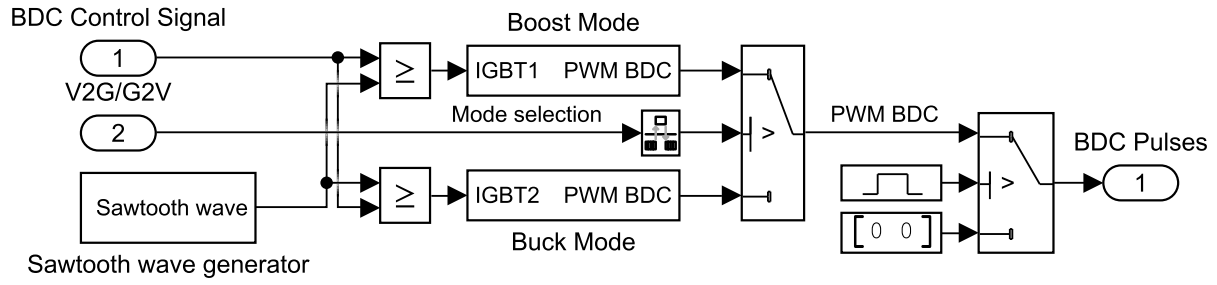 BDC Control Signal
1
V2G/G2V
2
Sawtooth wave
Sawtooth wave generator
≥
≥
Boost Mode
IGBT1 PWM BDC
Mode selection
IGBT2 PWM BDC
Buck Mode
>
PWM BDC
>
[0 0]
BDC Pulses
1